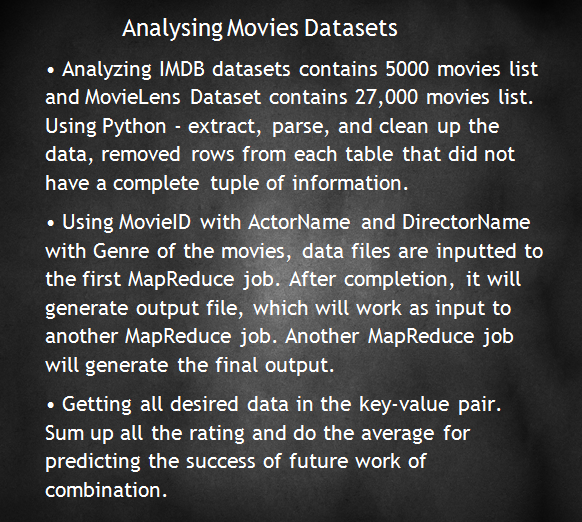 Analysing Movies Datasets
• Analyzing IMDB datasets contains 5000 movies list
and MovieLens Dataset contains 27,000 movies list.
Using Python - extract, parse, and clean up the
data, removed rows from each table that did not
have a complete tuple of information.
• Using MovieID with ActorName and DirectorName
with Genre of the movies, data files are inputted to
the first MapReduce job. After completion, it will
generate output file, which will work as input to
another MapReduce job. Another MapReduce job
will generate the final output.
• Getting all desired data in the key-value pair.
Sum up all the rating and do the average for
predicting the success of future work of
combination.